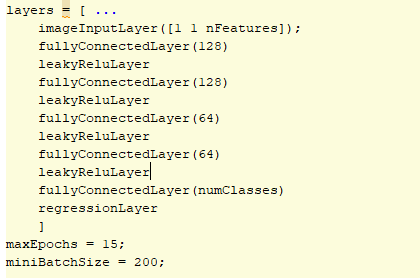 layers = [ ...
imageInputLayer([1 1 nFeatures]);
fullyConnectedLayer(128)
leakyReluLayer
fullyConnectedLayer(128)
leakyReluLayer
fullyConnectedLayer(64)
leakyReluLayer
fullyConnectedLayer(64)
leakyReluLayer
fullyConnectedLayer(numClasses)
regressionLayer
]
maxEpochs = 15;
miniBatchSize = 200;